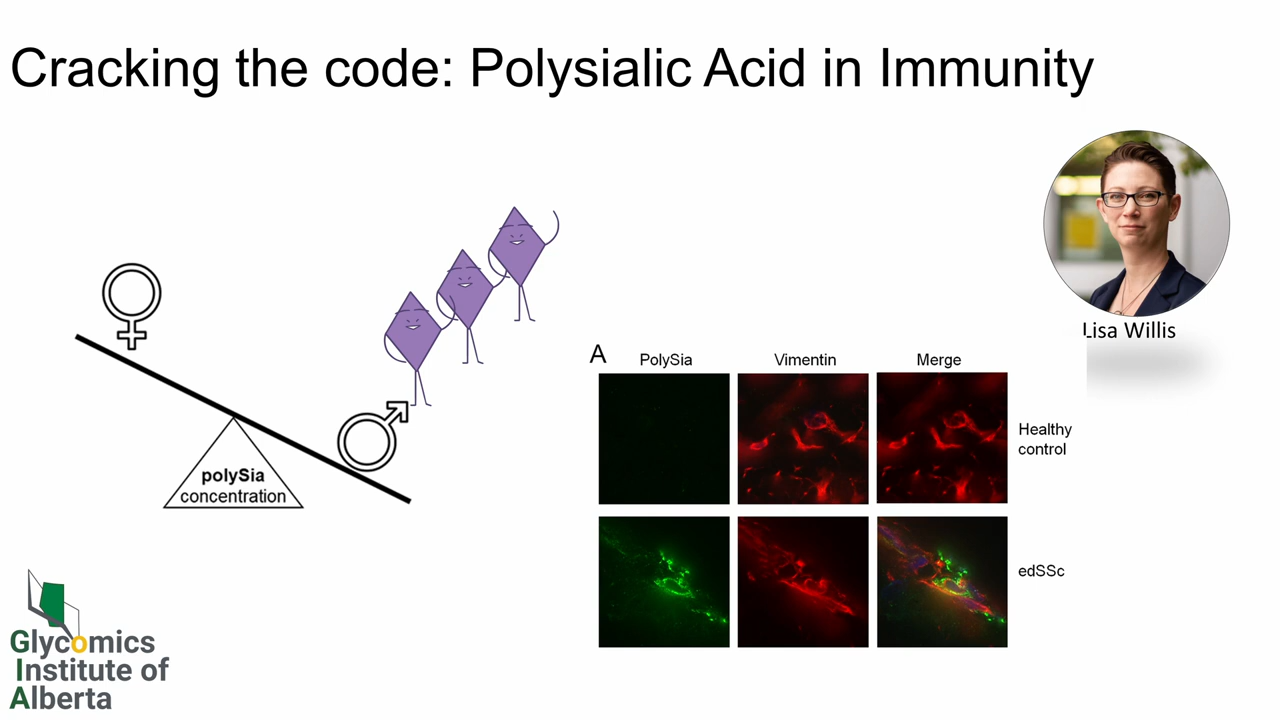 Cracking the code: Polysialic Acid in Immunity
Lisa Willis
polySia
concentration
A
PolySia
Vimentin
Merge
Healthy
control
edSSc
Glycomics
Institute of
Alberta